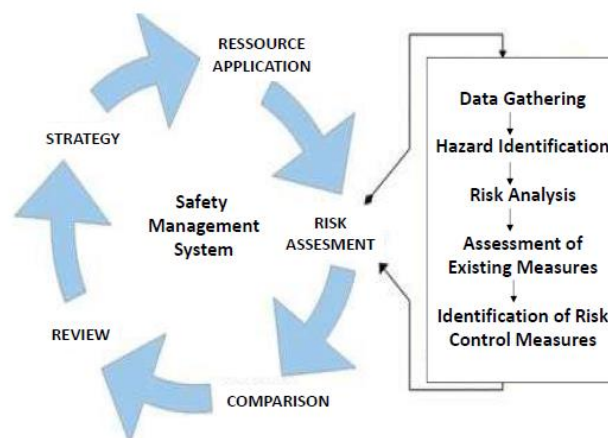 RESSOURCE
APPLICATION
STRATEGY
Safety
Management
System
RISK
ASSESMENT
REVIEW
COMPARISON
Data Gathering
Hazard Identification
Risk Analysis
Assessment of
Existing Measures
Identification of Risk
Control Measures